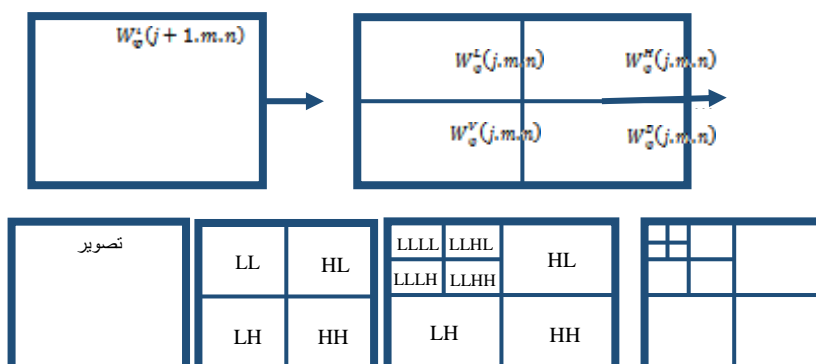 W_φ^L(j+1.m.n)
W_φ^L(j.m.n)
W_φ^H(j.m.n)
W_φ^V(j.m.n)
W_φ^D(j.m.n)
تصویر
LL
HL
LH
HH
LLLL
LLHL
LLLH
LLHH
HL
LH
HH